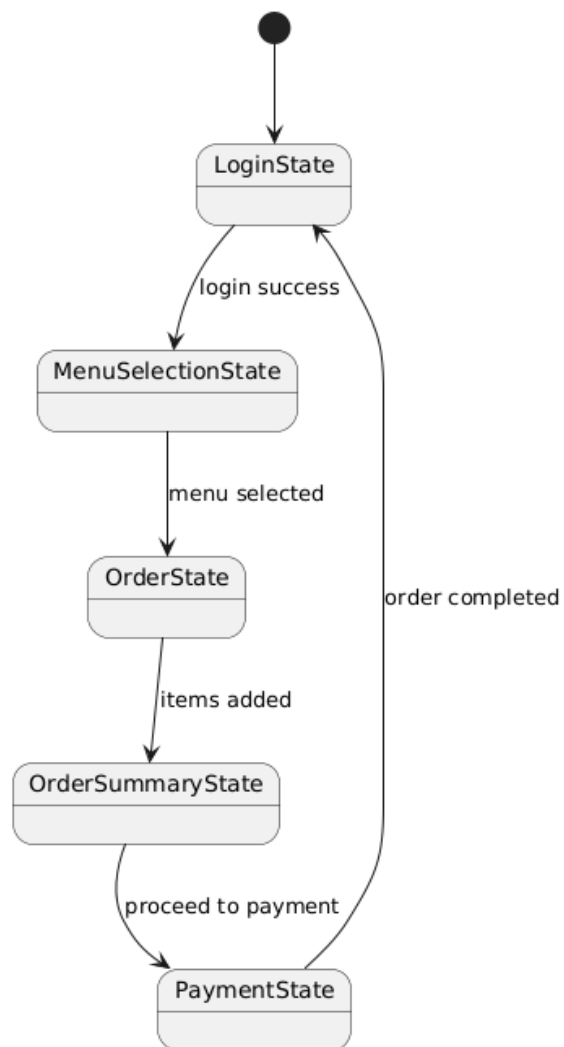 LoginState
login success
MenuSelectionState
menu selected
OrderState
order completed
items added
OrderSummaryState
proceed to payment
PaymentState